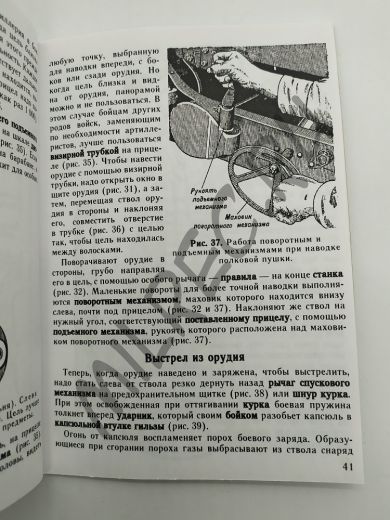 любую точку, выбранную
для наводки впереди, с бо-
ков или сзади орудия. Но
когда цель близка и вид-
на от орудия, панорамой
можно и не пользоваться. В
этом случае бойцам других
родов войск, заменяющим
по необходимости артилле-
ристов, лучше пользоваться
визирной трубкой на прице-
ле (рис. 35). Чтобы навести
орудие с помощью визирной
трубки, надо открыть окно в
щите орудия (рис. 31), а за-
тем, перемещая ствол ору-
дия в стороны и наклоняя
его, совместить отверстие
в трубке (рис. 36) с целью
так, чтобы цель находилась
между волосками.
Рукоять
подъемного
механизма
Маховик
поворотного механизма
Рис. 37. Работа поворотным и
подъемным механизмами при наводке
полковой пушки.
Поворачивают орудие в
стороны, грубо направляя
его в цель, с помощью особого рычага — правила — на конце станка
(рис. 32). Маленькие повороты для более точной наводки выполня-
ются поворотным механизмом, маховик которого находится внизу
слева, почти под прицелом (рис. 32 и 37). Наклоняют же ствол на
нужный угол, соответствующий поставленному прицелу, с помощью
подъемного механизма, рукоять которого расположена над махови-
ком поворотного механизма (рис. 37).
Выстрел из орудия
Теперь, когда орудие наведено и заряжено, чтобы выстрелить,
надо только слева от ствола резко дернуть назад рычаг спускового
механизма на предохранительном щитке (рис. 38) или шнур курка.
При этом освобожденная при оттягивании курка боевая пружина
толкнет перед ударник, который своим бойком разобьет капсюль в
капсюльной втулке гильзы (рис. 39).
Огонь от капсюля воспламеняет порох боевого заряда. Образую-
щиеся при сгорании пороха газы выбрасывают из ствола снаряд
41